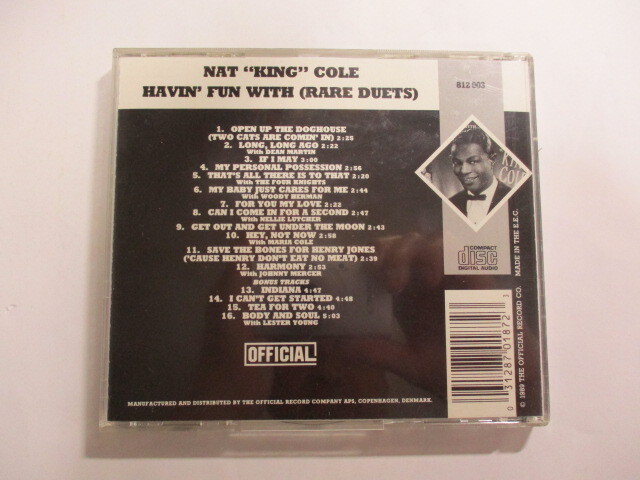 NAT “KING” COLE
HAVIN’ FUN WITH (RARE DUETS)
812 003
1. OPEN UP THE DOGHOUSE
(TWO CATS ARE COMIN’ IN) 2:25
2. LONG, LONG AGO 2:22
With DEAN MARTIN
3. IF I MAY 3:00
4. MY PERSONAL POSSESSION 2:56
5. THAT’S ALL THERE IS TO THAT 2:20
With THE FOUR KNIGHTS
6. MY BABY JUST CARES FOR ME 2:44
With WOODY HERMAN
7. FOR YOU MY LOVE 2:22
8. CAN I COME IN FOR A SECOND 2:47
With NELLIE LUTCHER
9. GET OUT AND GET UNDER THE MOON 2:43
10. HEY, NOT NOW 2:58
With MARIA COLE
11. SAVE THE BONES FOR HENRY JONES
(’CAUSE HENRY DON’T EAT NO MEAT) 2:39
12. HARMONY 2:53
With JOHNNY MERCER
BONUS TRACKS
13. INDIANA 4:47
14. I CAN’T GET STARTED 4:48
15. TEA FOR TWO 4:40
16. BODY AND SOUL 5:03
With LESTER YOUNG
OFFICIAL
MANUFACTURED AND DISTRIBUTED BY THE OFFICIAL RECORD COMPANY APS, COPENHAGEN, DENMARK.
COMPACT
disc
DIGITAL AUDIO
0 31287 01872 3
© 1989 THE OFFICIAL RECORD CO. MADE IN THE E.E.C.